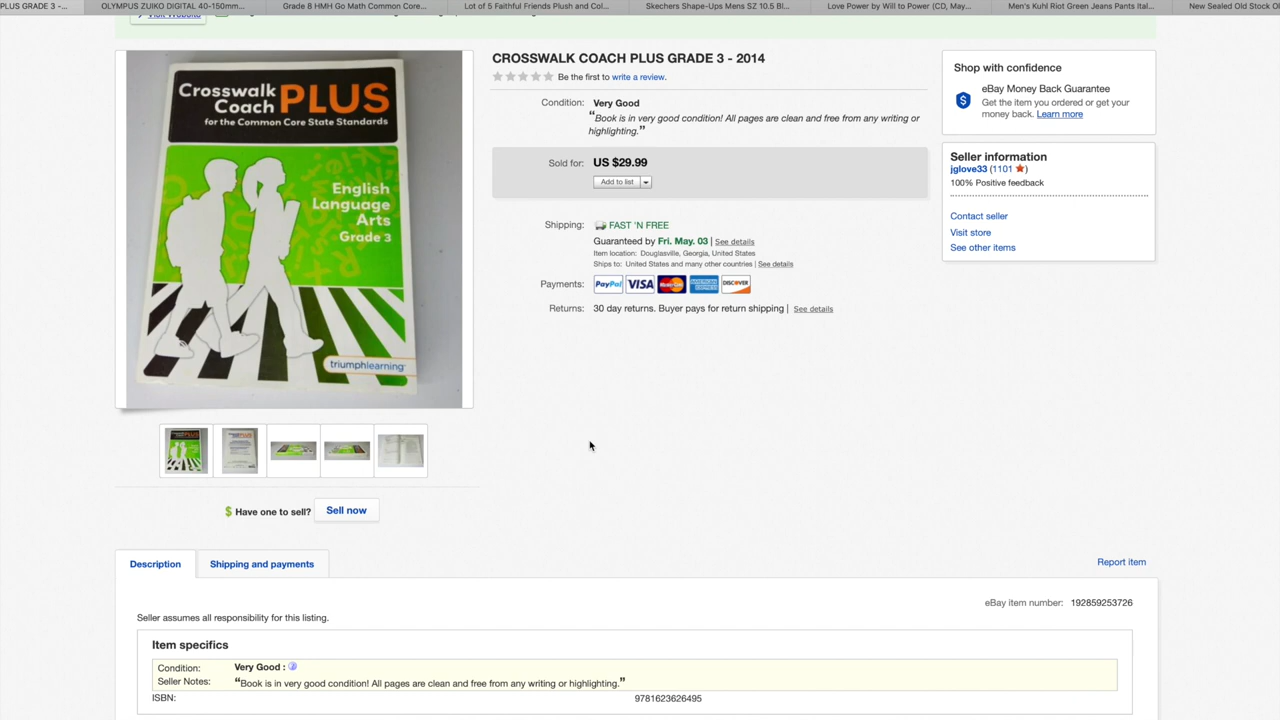 PLUS GRADE 3 -...
OLYMPUS ZUIKO DIGITAL 40-150mm...
Grade 8 HMH Go Math Common Core...
Lot of 5 Faithful Friends Plush and Col...
Skechers Shape-Ups Mens SZ 10.5 Bl...
Love Power by Will to Power (CD, May...
Men's Kuhl Riot Green Jeans Pants Ital...
New Sealed Old Stock Ol
Visit Website
Crosswalk
Coach PLUS
for the Common Core State Standards
English
Language
Arts
Grade 3
triumphlearning
CROSSWALK COACH PLUS GRADE 3 - 2014
Be the first to write a review.
Condition: Very Good
“Book is in very good condition! All pages are clean and free from any writing or
highlighting.”
Sold for: US $29.99
Add to list
Shipping: FAST 'N FREE
Guaranteed by Fri. May. 03 | See details
Item location: Douglasville, Georgia, United States
Ships to: United States and many other countries | See details
Payments: PayPal VISA MasterCard AMERICAN EXPRESS DISCOVER
Returns: 30 day returns. Buyer pays for return shipping | See details
Shop with confidence
eBay Money Back Guarantee
Get the item you ordered or get your
money back. Learn more
Seller information
jglove33 (1101 )
100% Positive feedback
Contact seller
Visit store
See other items
Have one to sell? Sell now
Description
Shipping and payments
Report item
eBay item number: 192859253726
Seller assumes all responsibility for this listing.
Item specifics
Condition: Very Good :
Seller Notes: “Book is in very good condition! All pages are clean and free from any writing or highlighting.”
ISBN: 9781623626495